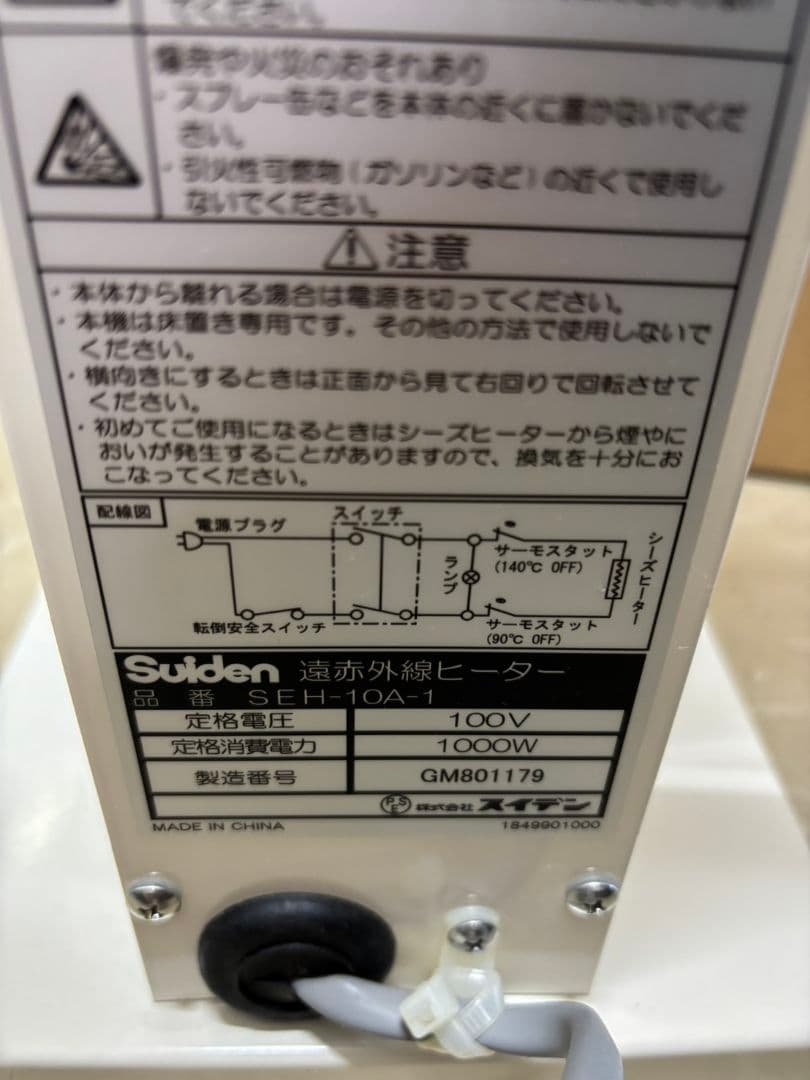 てください。
爆発や火災のおそれあり
・スプレー缶などを本体の近くに置かないでくだ
さい。
・引火性可燃物（ガソリンなど）の近くで使用し
ないでください。
注意
・本体から離れる場合は電源を切ってください。
・本機は床置き専用です。その他の方法で使用しないで
ください。
・横向きにするときは正面から見て右回りで回転させて
ください。
・初めてご使用になるときはシーズヒーターから煙やに
おいが発生することがありますので、換気を十分にお
こなってください。
配線図
電源プラグ
スイッチ
ランプ
サーモスタット
(140℃ OFF)
シーズヒーター
転倒安全スイッチ
サーモスタット
(90℃ OFF)
Suiden 遠赤外線ヒーター
品 番 SEH-10A-1
定格電圧 100V
定格消費電力 1000W
製造番号 GM801179
PSE 株式会社 スイデン
MADE IN CHINA 1849901000